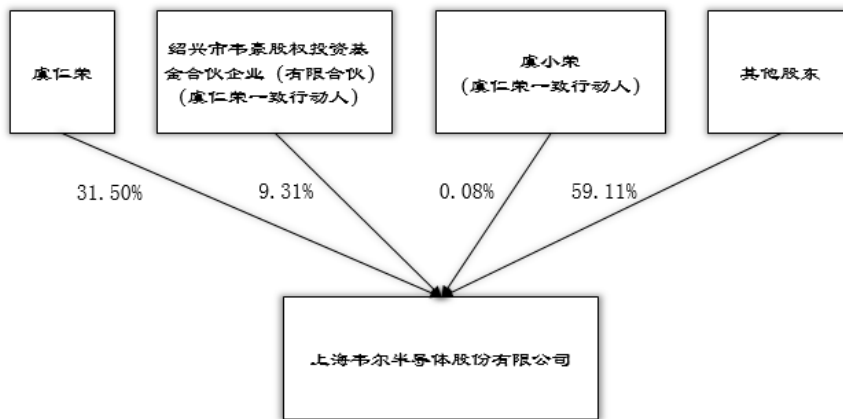 虞仁荣
绍兴市韦豪股权投资基
金合伙企业（有限合伙）
（虞仁荣一致行动人）
虞小荣
（虞仁荣一致行动人）
其他股东
31.50%
9.31%
0.08%
59.11%
上海韦尔半导体股份有限公司